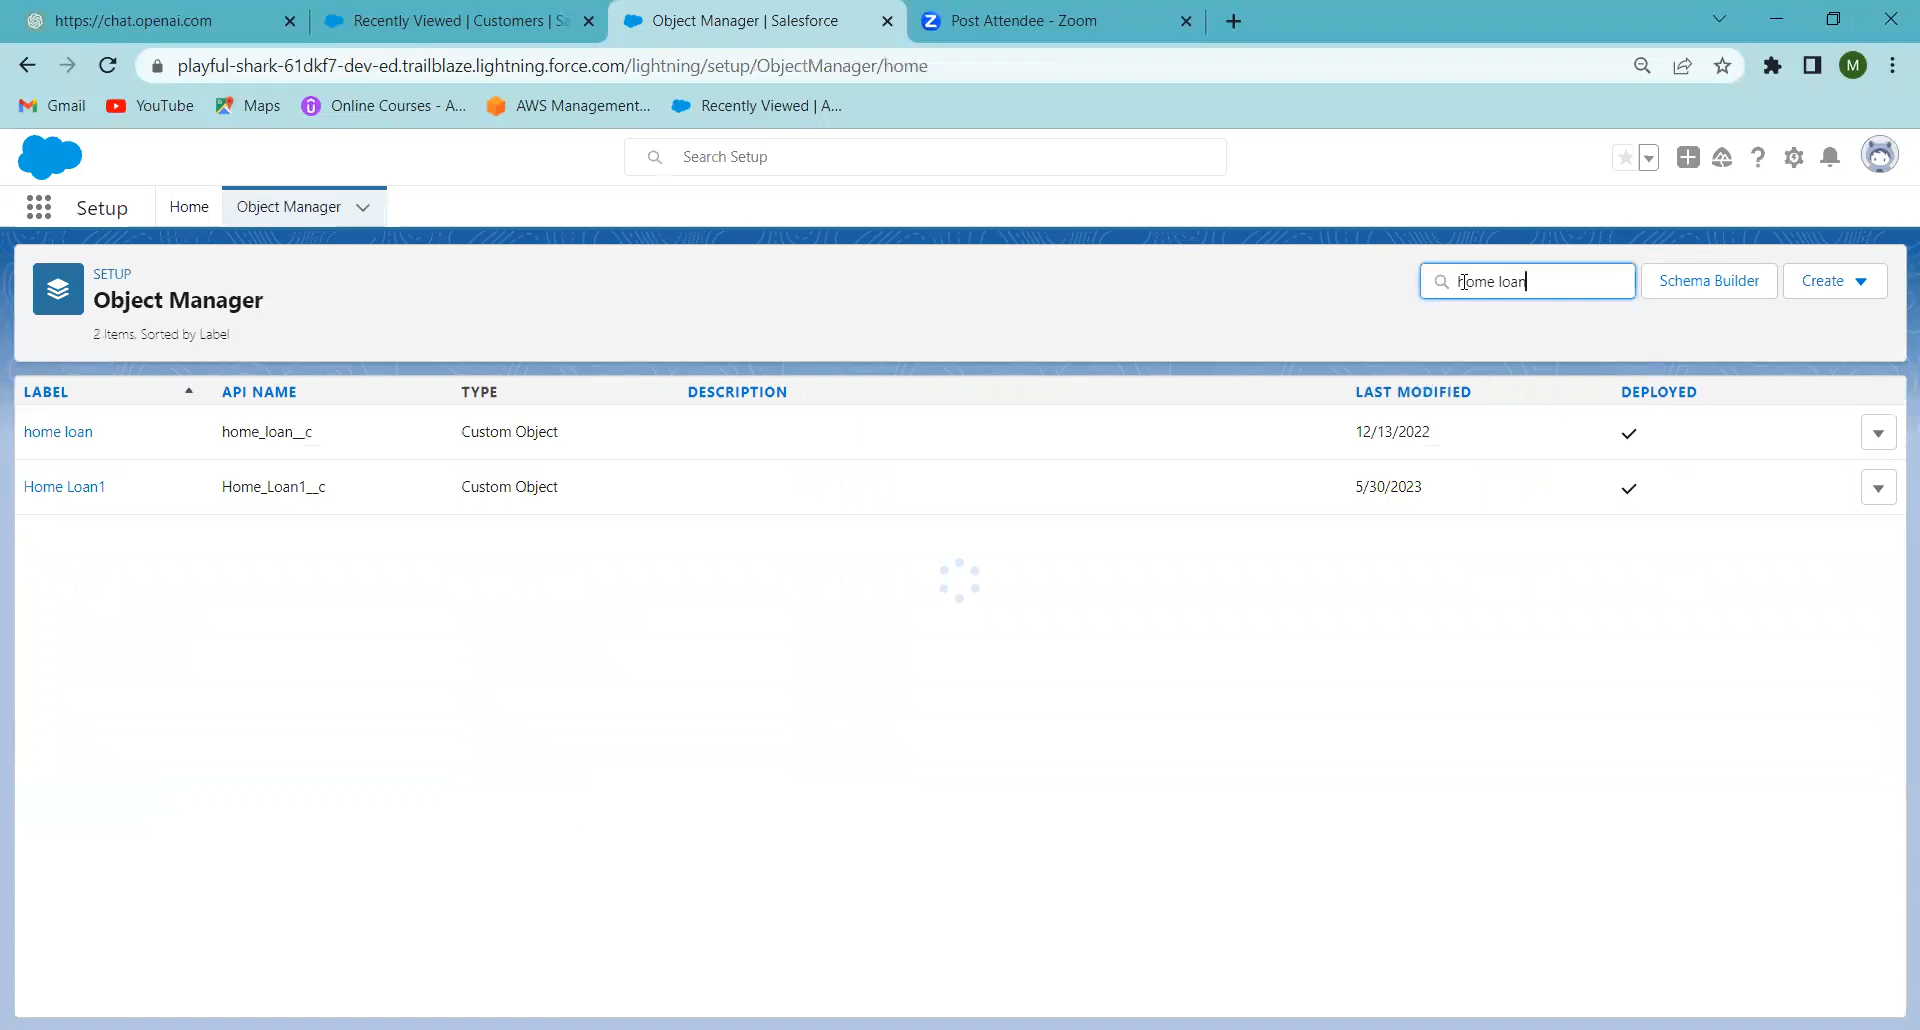 https://chat.openai.com
Recently Viewed | Customers | Sa
Object Manager | Salesforce
Post Attendee - Zoom
playful-shark-61dkf7-dev-ed.trailblaze.lightning.force.com/lightning/setup/ObjectManager/home
M
Gmail
YouTube
Maps
Online Courses - A...
AWS Management...
Recently Viewed | A...
Search Setup
Setup
Home
Object Manager
SETUP
Object Manager
2 Items, Sorted by Label
home loan
Schema Builder
Create
LABEL API NAME TYPE DESCRIPTION LAST MODIFIED DEPLOYED
home loan home_loan__c Custom Object 12/13/2022
Home Loan1 Home_Loan1__c Custom Object 5/30/2023